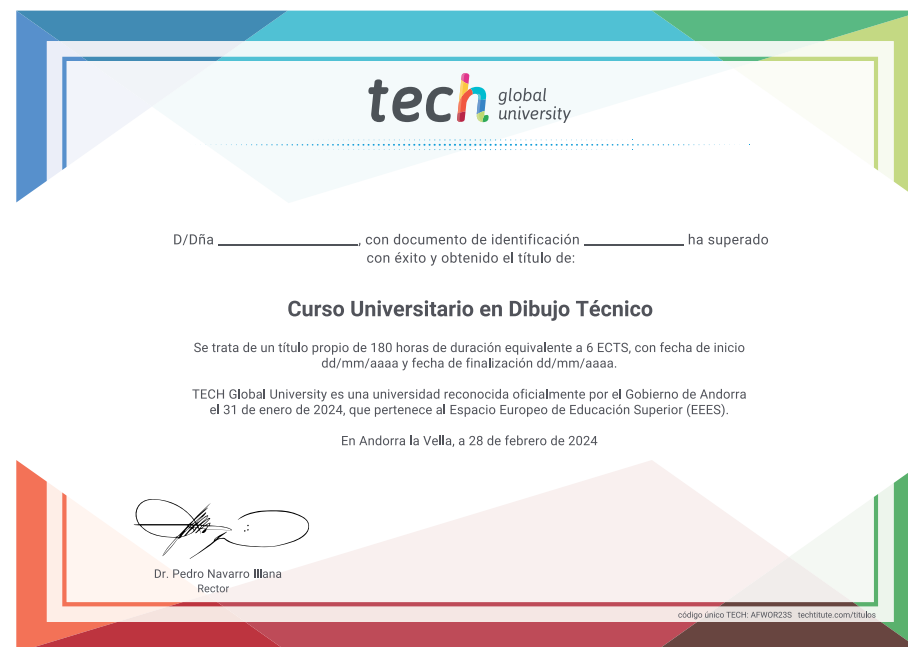 tech global university
D/Dña ____________________, con documento de identificación ______________ ha superado
con éxito y obtenido el título de:
Curso Universitario en Dibujo Técnico
Se trata de un título propio de 180 horas de duración equivalente a 6 ECTS, con fecha de inicio
dd/mm/aaaa y fecha de finalización dd/mm/aaaa.
TECH Global University es una universidad reconocida oficialmente por el Gobierno de Andorra
el 31 de enero de 2024, que pertenece al Espacio Europeo de Educación Superior (EEES).
En Andorra la Vella, a 28 de febrero de 2024
Dr. Pedro Navarro Illana
Rector
código único TECH: AFWOR23S techtitute.com/titulos